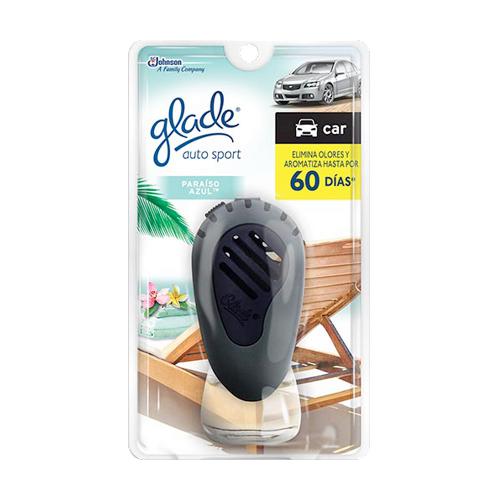 SC Johnson
A Family Company
glade®
auto sport
PARAÍSO
AZUL™
car
ELIMINA OLORES Y
AROMATIZA HASTA POR
60 DÍAS*
Glade